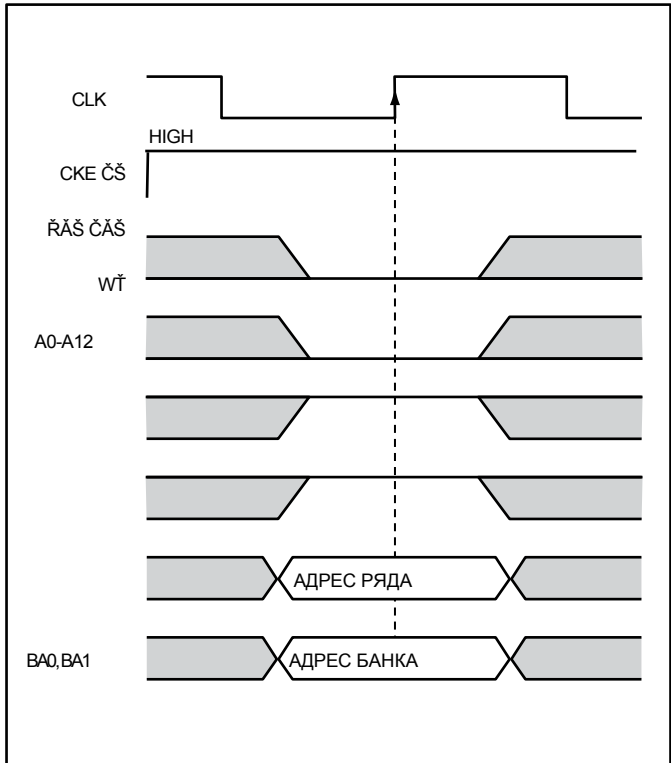 CLK
HIGH
CKE ČŠ
ŘĂŠ ČĂŠ
WŤ
A0-A12
АДРЕС РЯДА
BA0, BA1
АДРЕС БАНКА